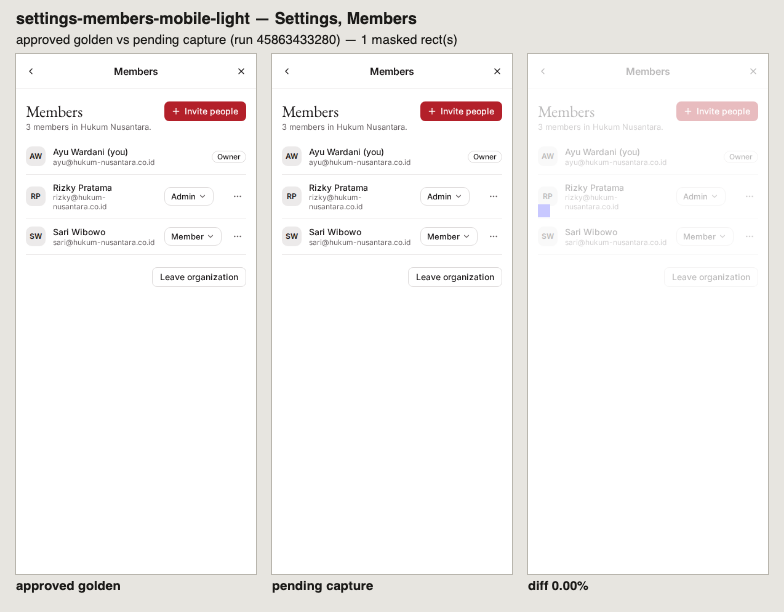 settings-members-mobile-light — Settings, Members
approved golden vs pending capture (run 45863433280) — 1 masked rect(s)
Members
Members
Invite people
3 members in Hukum Nusantara.
AW
Ayu Wardani (you)
ayu@hukum-nusantara.co.id
Owner
RP
Rizky Pratama
rizky@hukum-
nusantara.co.id
Admin
SW
Sari Wibowo
sari@hukum-nusantara.co.id
Member
Leave organization
approved golden
Members
Members
Invite people
3 members in Hukum Nusantara.
AW
Ayu Wardani (you)
ayu@hukum-nusantara.co.id
Owner
RP
Rizky Pratama
rizky@hukum-
nusantara.co.id
Admin
SW
Sari Wibowo
sari@hukum-nusantara.co.id
Member
Leave organization
pending capture
Members
Members
Invite people
3 members in Hukum Nusantara.
AW
Ayu Wardani (you)
ayu@hukum-nusantara.co.id
Owner
RP
Rizky Pratama
rizky@hukum-
nusantara.co.id
Admin
SW
Sari Wibowo
sari@hukum-nusantara.co.id
Member
Leave organization
diff 0.00%